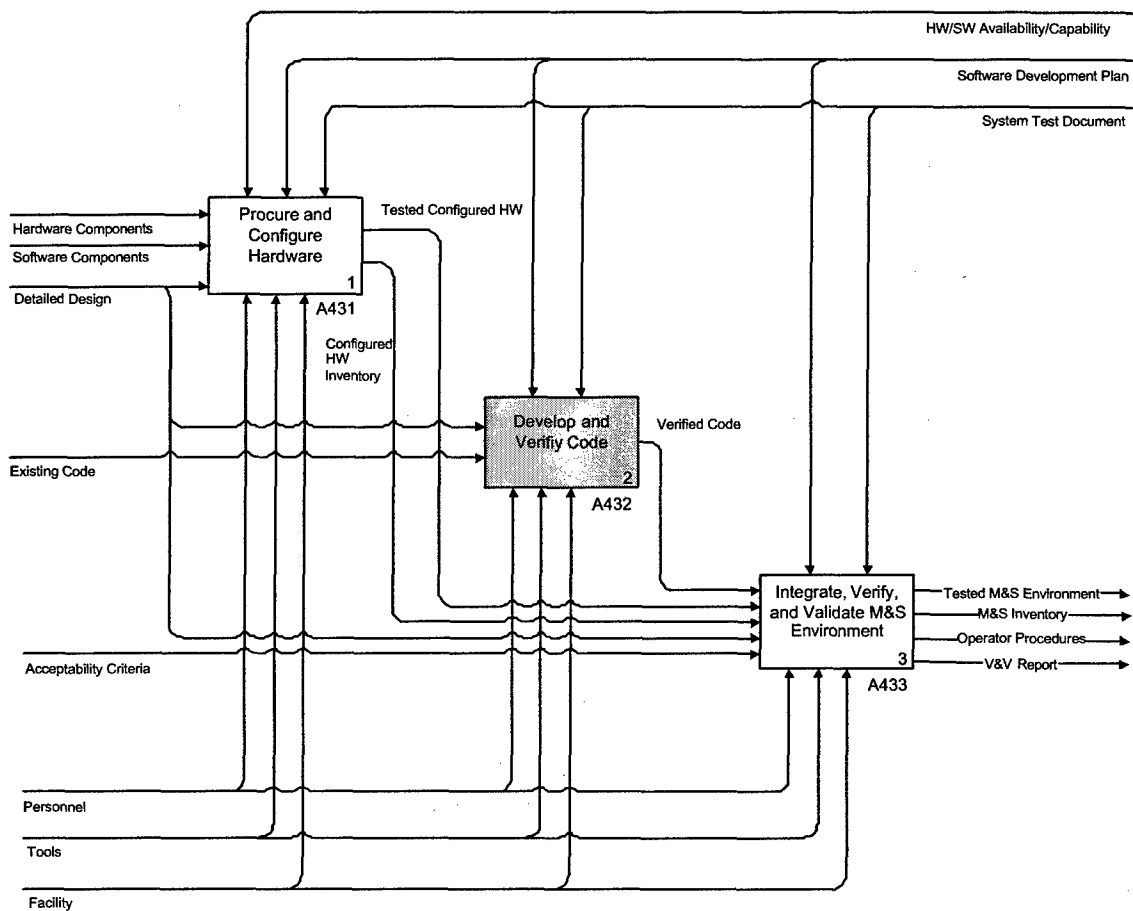 HW/SW Availability/Capability
Software Development Plan
System Test Document
Hardware Components
Software Components
Detailed Design
Procure and
Configure
Hardware
1
A431
Tested Configured HW
Configured
HW
Inventory
Existing Code
Develop and
Verifiy Code
2
A432
Verified Code
Integrate, Verify,
and Validate M&S
Environment
3
A433
Tested M&S Environment
M&S Inventory
Operator Procedures
V&V Report
Acceptability Criteria
Personnel
Tools
Facility